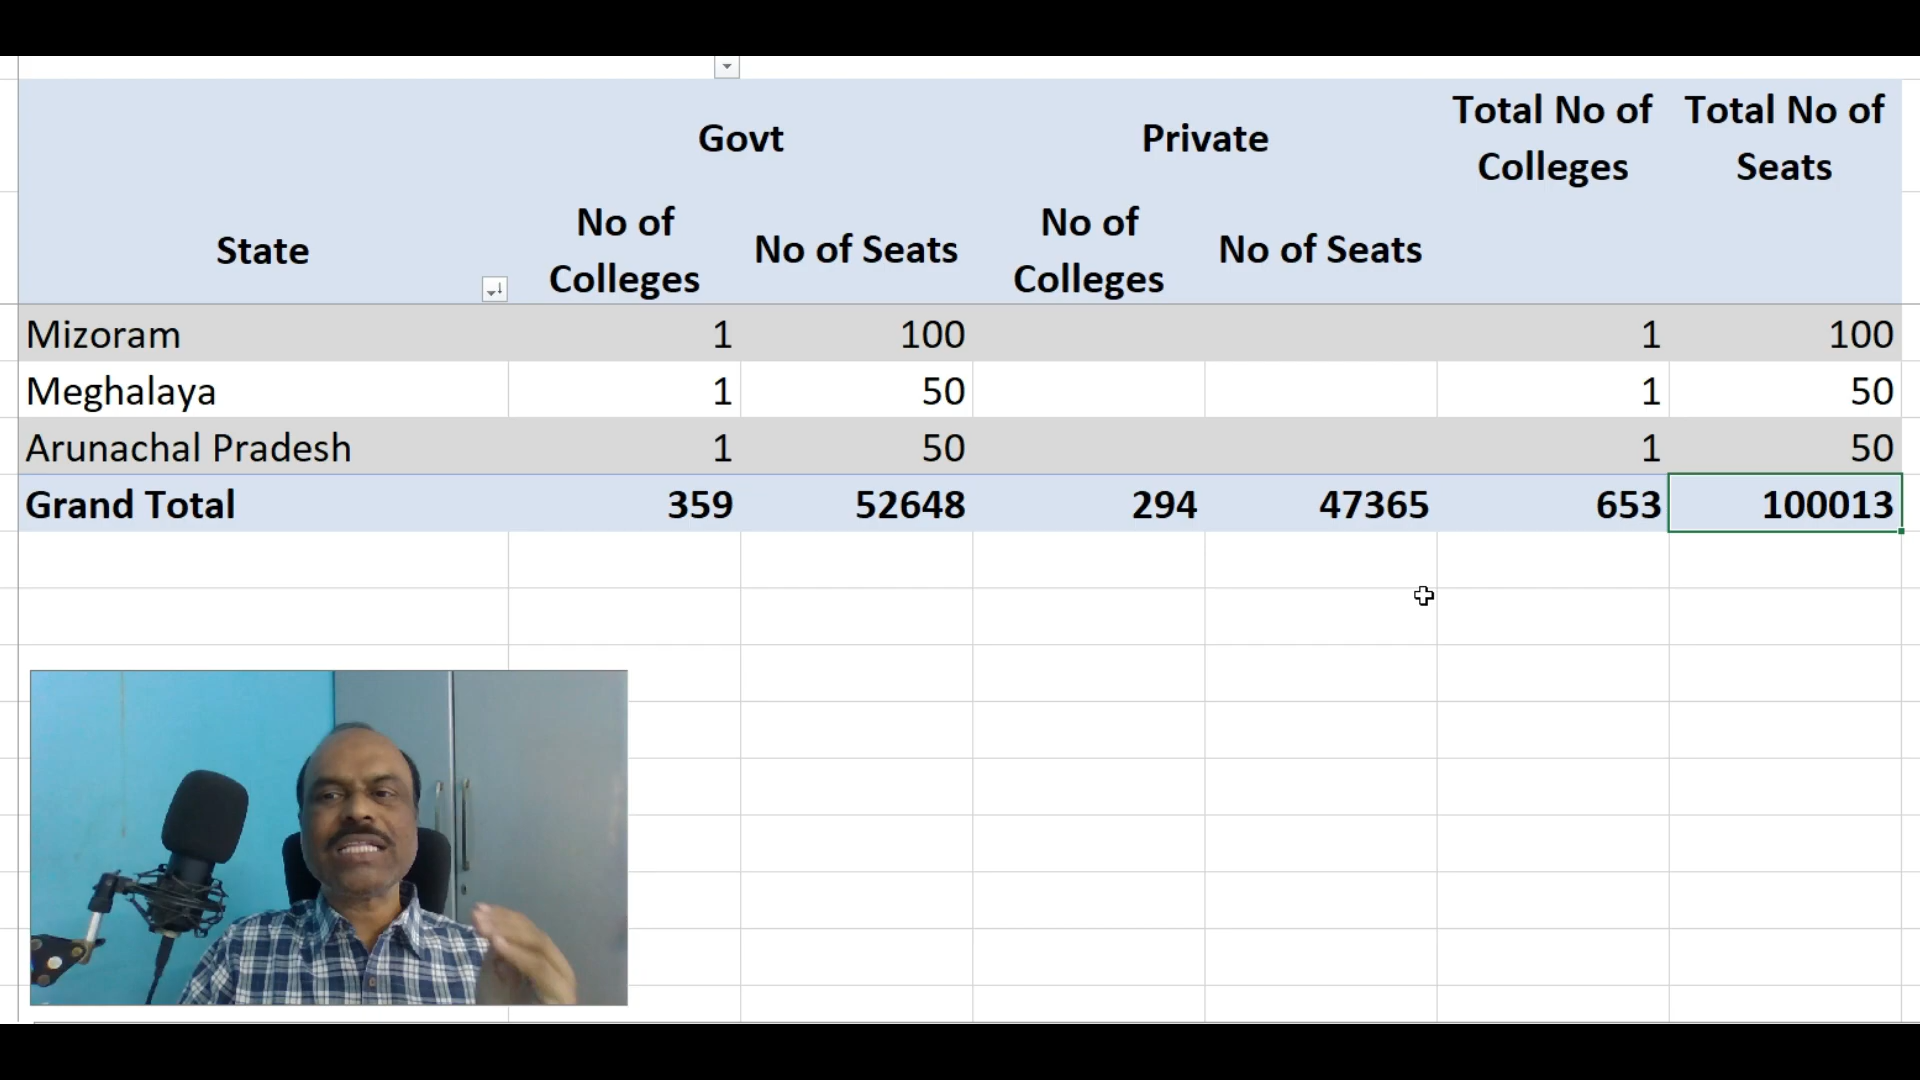 Govt Private Total No of Colleges Total No of Seats
State No of Colleges No of Seats No of Colleges No of Seats
Mizoram 1 100 1 100
Meghalaya 1 50 1 50
Arunachal Pradesh 1 50 1 50
Grand Total 359 52648 294 47365 653 100013